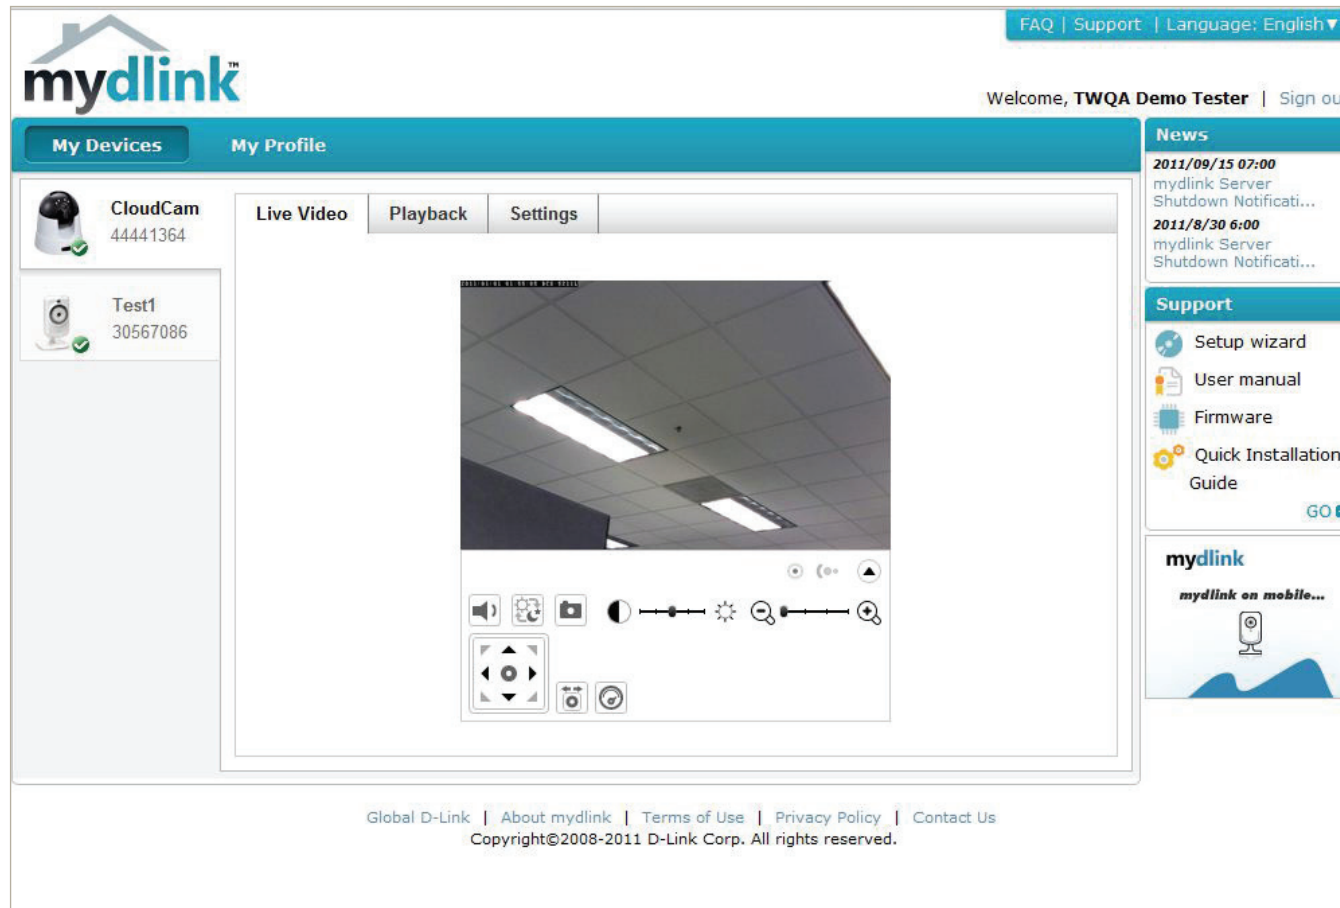 FAQ | Support | Language: English▼
mydlink™
Welcome, TWQA Demo Tester | Sign ou
My Devices
My Profile
News
2011/09/15 07:00
mydlink Server
Shutdown Notificati...
2011/8/30 6:00
mydlink Server
Shutdown Notificati...
CloudCam
44441364
Test1
30567086
Live Video
Playback
Settings
Support
Setup wizard
User manual
Firmware
Quick Installation
Guide
GO
mydlink
mydlink on mobile...
Global D-Link | About mydlink | Terms of Use | Privacy Policy | Contact Us
Copyright©2008-2011 D-Link Corp. All rights reserved.